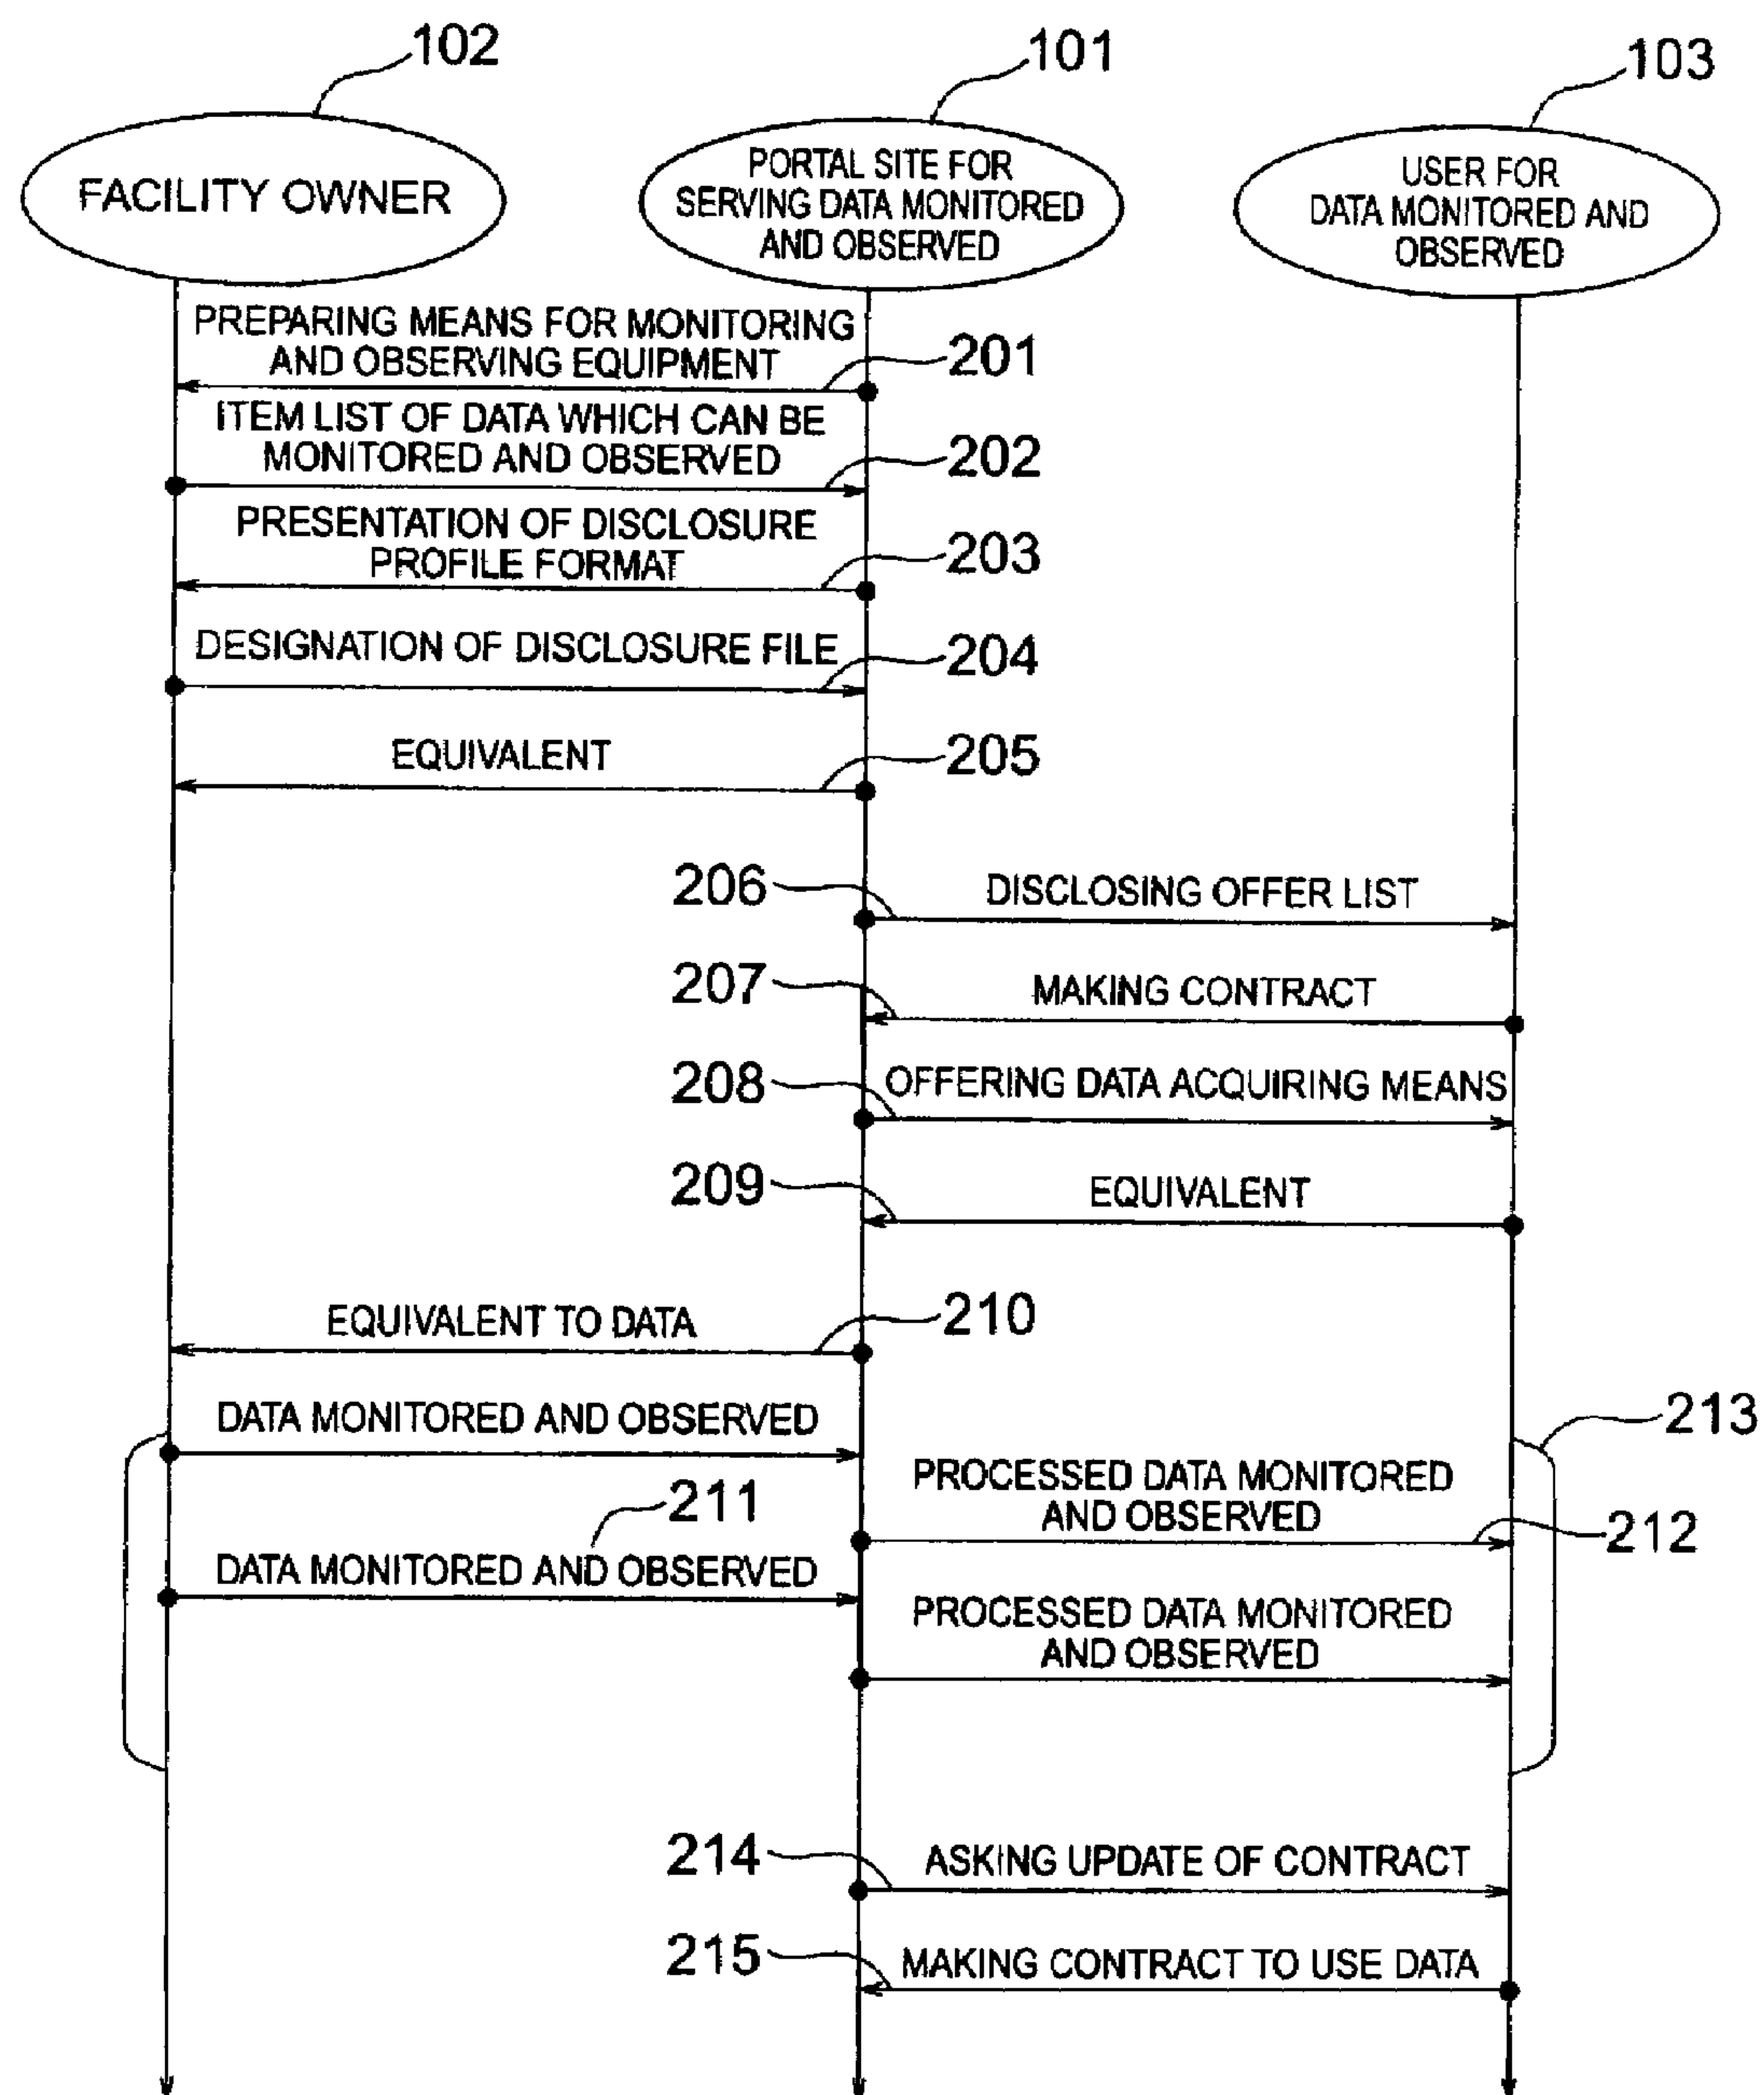 102
101
103
FACILITY OWNER
PORTAL SITE FOR
SERVING DATA MONITORED
AND OBSERVED
USER FOR
DATA MONITORED AND
OBSERVED
PREPARING MEANS FOR MONITORING
AND OBSERVING EQUIPMENT
201
ITEM LIST OF DATA WHICH CAN BE
MONITORED AND OBSERVED
202
PRESENTATION OF DISCLOSURE
PROFILE FORMAT
203
DESIGNATION OF DISCLOSURE FILE
204
EQUIVALENT
205
206
DISCLOSING OFFER LIST
207
MAKING CONTRACT
208
OFFERING DATA ACQUIRING MEANS
209
EQUIVALENT
EQUIVALENT TO DATA
210
DATA MONITORED AND OBSERVED
213
PROCESSED DATA MONITORED
AND OBSERVED
212
211
DATA MONITORED AND OBSERVED
PROCESSED DATA MONITORED
AND OBSERVED
214
ASKING UPDATE OF CONTRACT
215
MAKING CONTRACT TO USE DATA